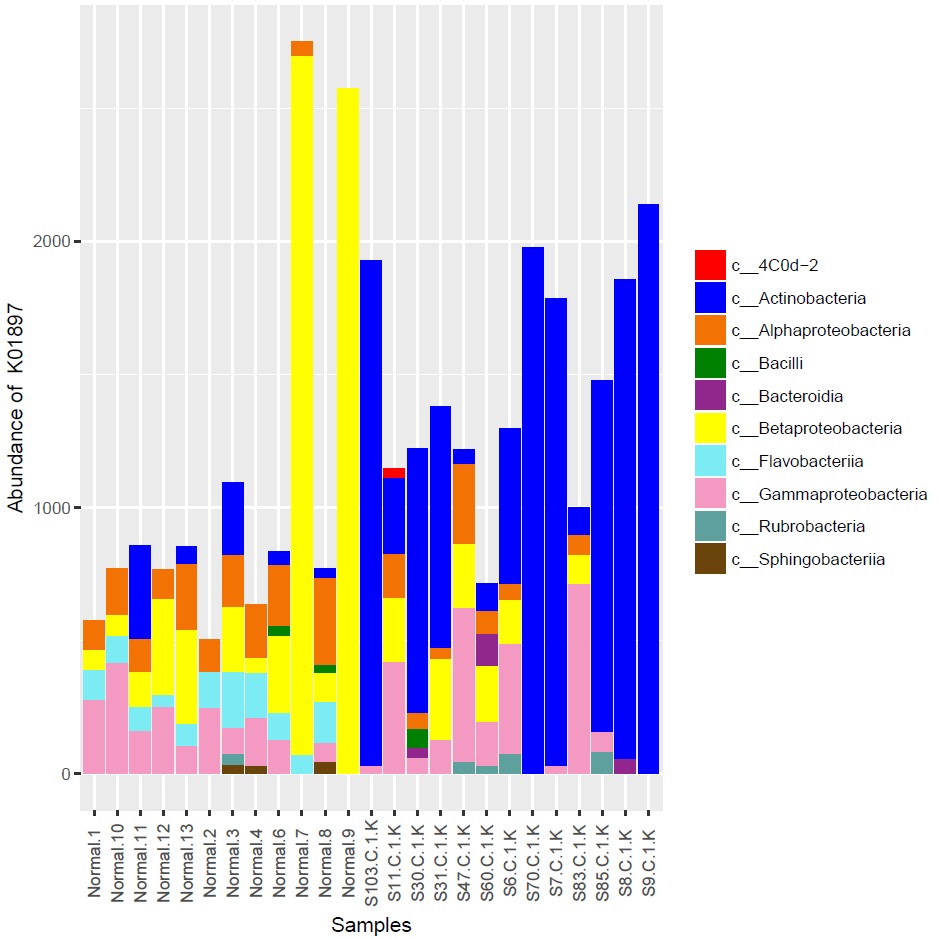 Abundance of K01897
2000
1000
0
Normal.1
Normal.10
Normal.11
Normal.12
Normal.13
Normal.2
Normal.3
Normal.4
Normal.6
Normal.7
Normal.8
Normal.9
S103.C.1.K
S11.C.1.K
S30.C.1.K
S31.C.1.K
S47.C.1.K
S60.C.1.K
S6.C.1.K
S70.C.1.K
S7.C.1.K
S83.C.1.K
S85.C.1.K
S8.C.1.K
S9.C.1.K
Samples
c__4C0d−2
c__Actinobacteria
c__Alphaproteobacteria
c__Bacilli
c__Bacteroidia
c__Betaproteobacteria
c__Flavobacteriia
c__Gammaproteobacteria
c__Rubrobacteria
c__Sphingobacteriia